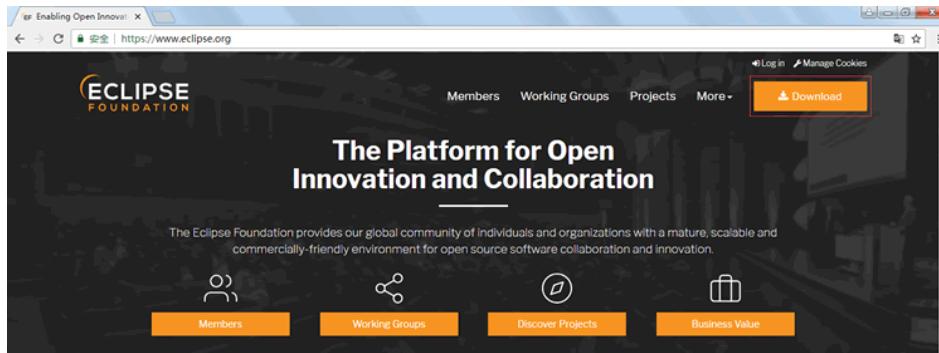 Enabling Open Innovat
安全 | https://www.eclipse.org
Log in Manage Cookies
ECLIPSE
FOUNDATION
Members Working Groups Projects More Download
The Platform for Open
Innovation and Collaboration
The Eclipse Foundation provides our global community of individuals and organizations with a mature, scalable and
commercially-friendly environment for open source software collaboration and innovation.
Members Working Groups Discover Projects Business Value